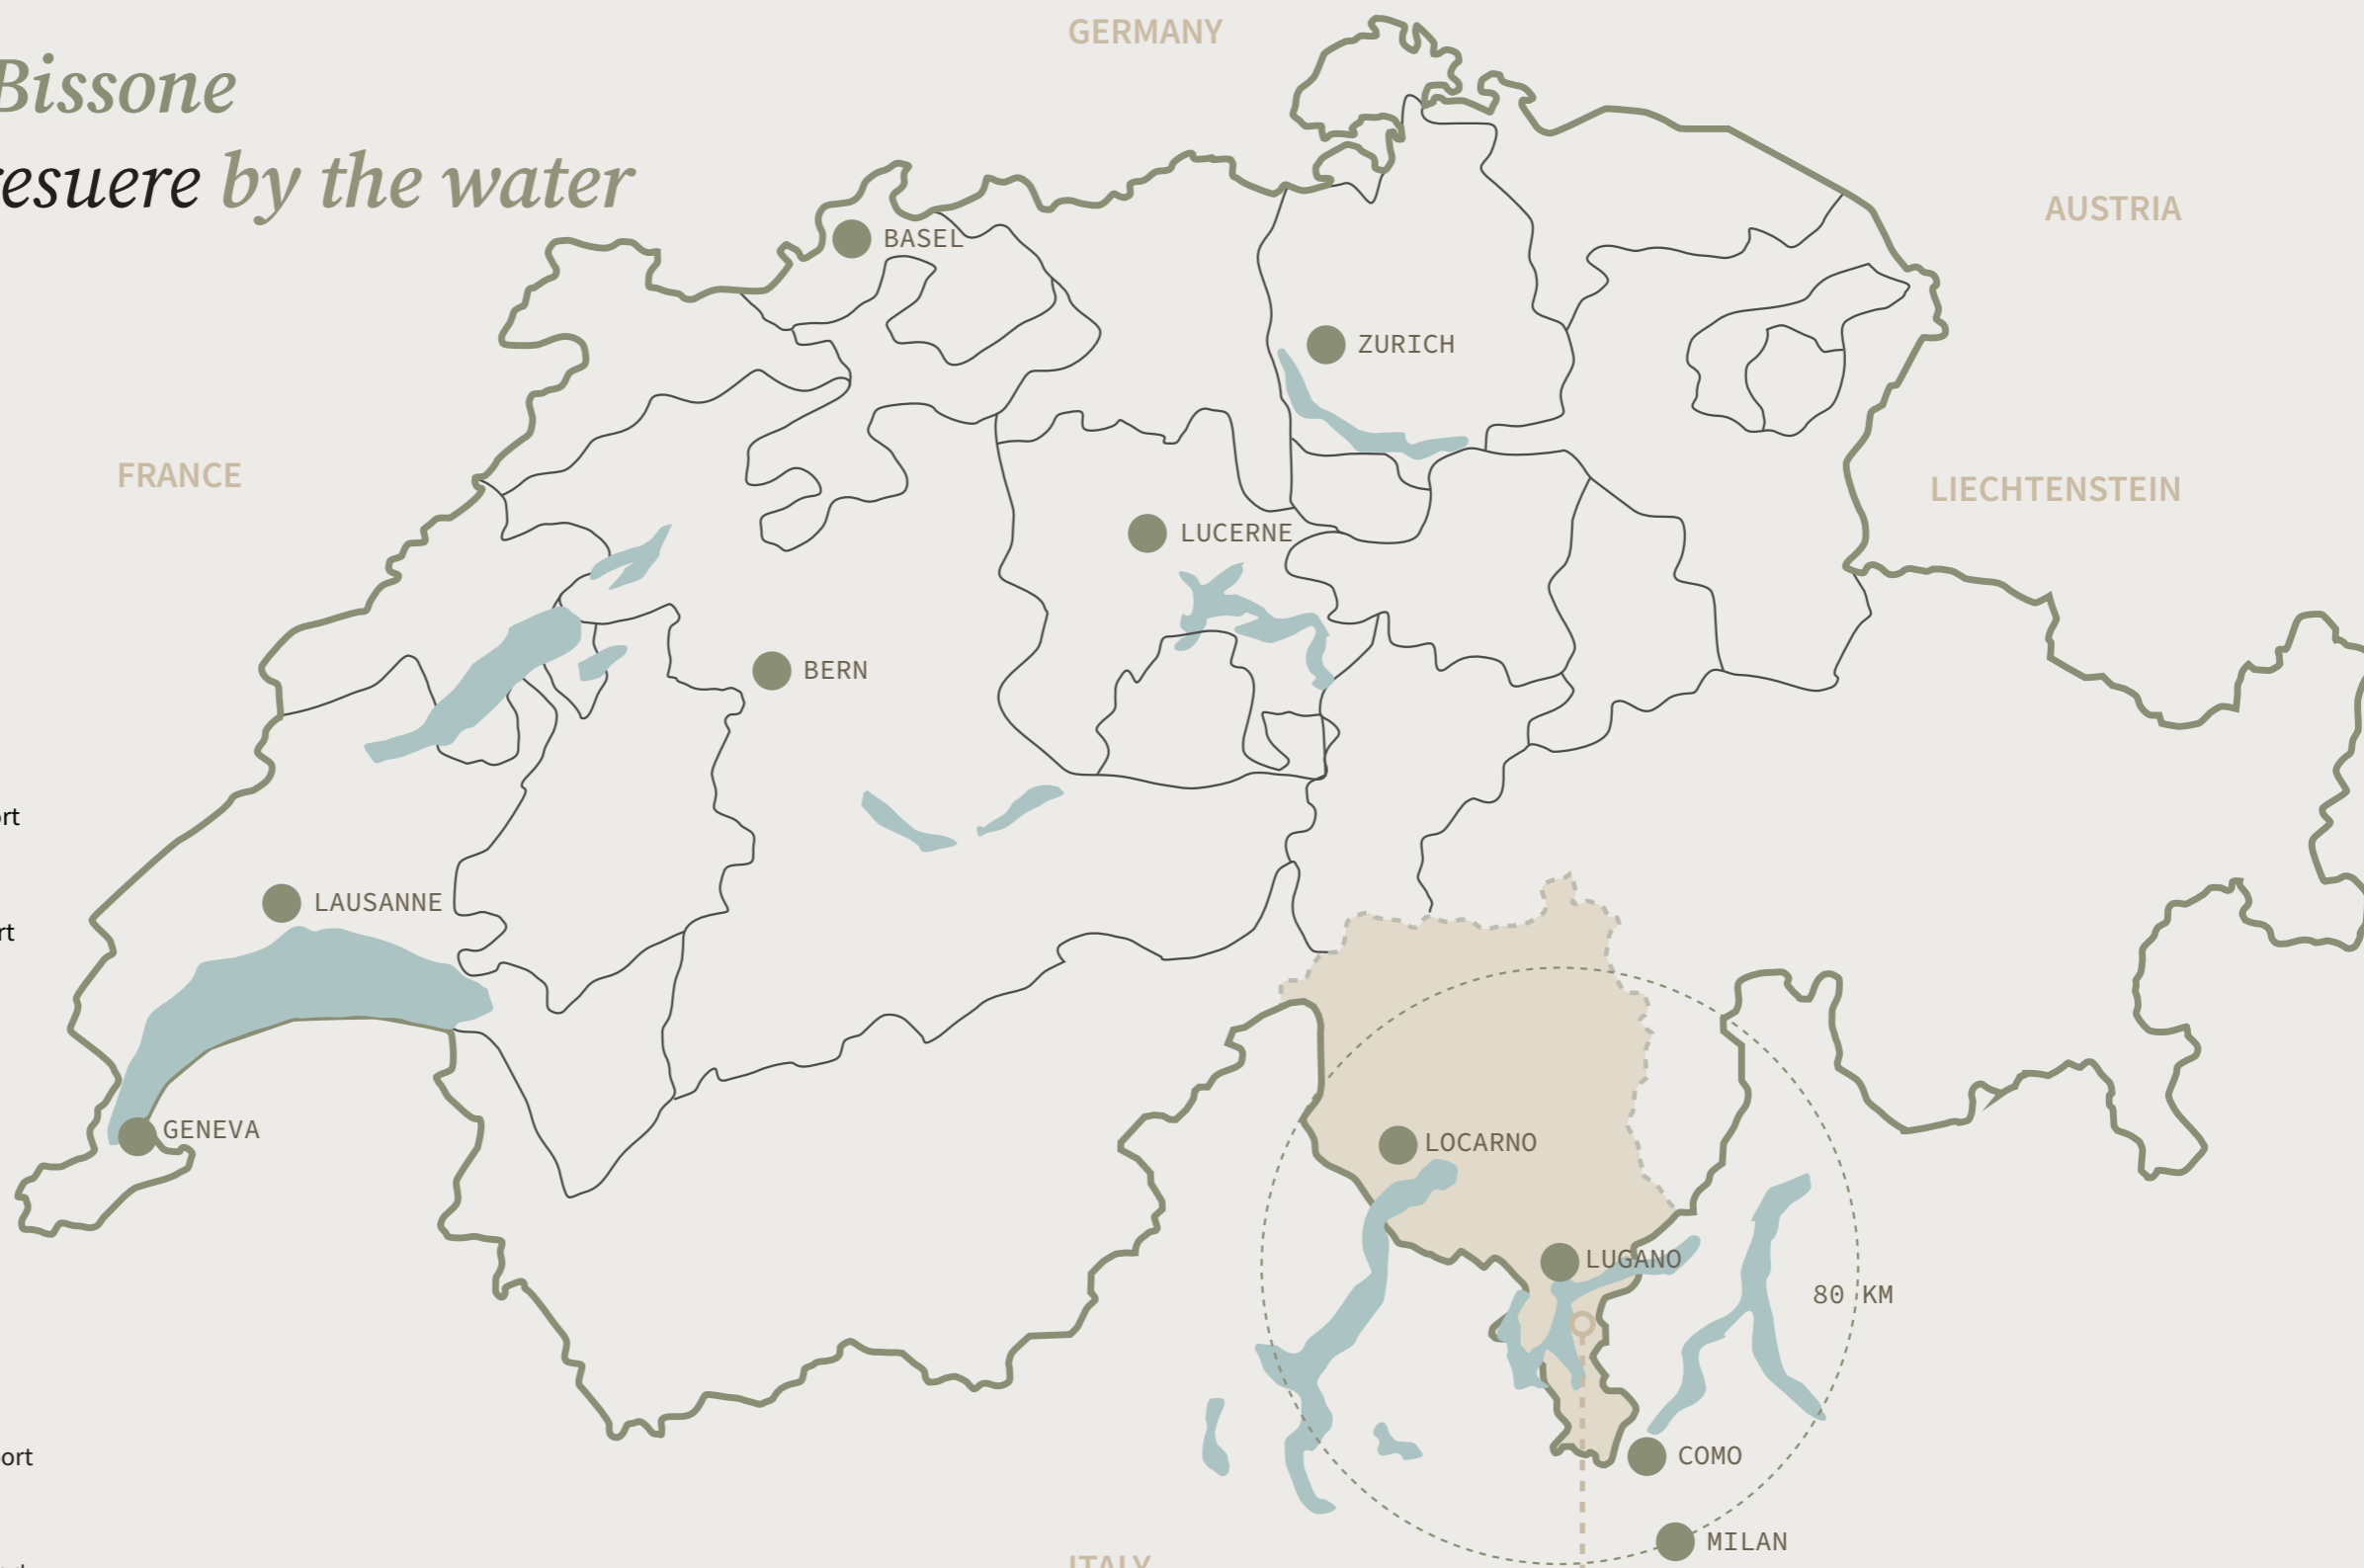 GERMANY
Bissone
by the water
AUSTRIA
BASEL
ZURICH
FRANCE
LIECHTENSTEIN
LUCERNE
BERN
LAUSANNE
GENEVA
LOCARNO
LUGANO
80 KM
COMO
MILAN
ITALY